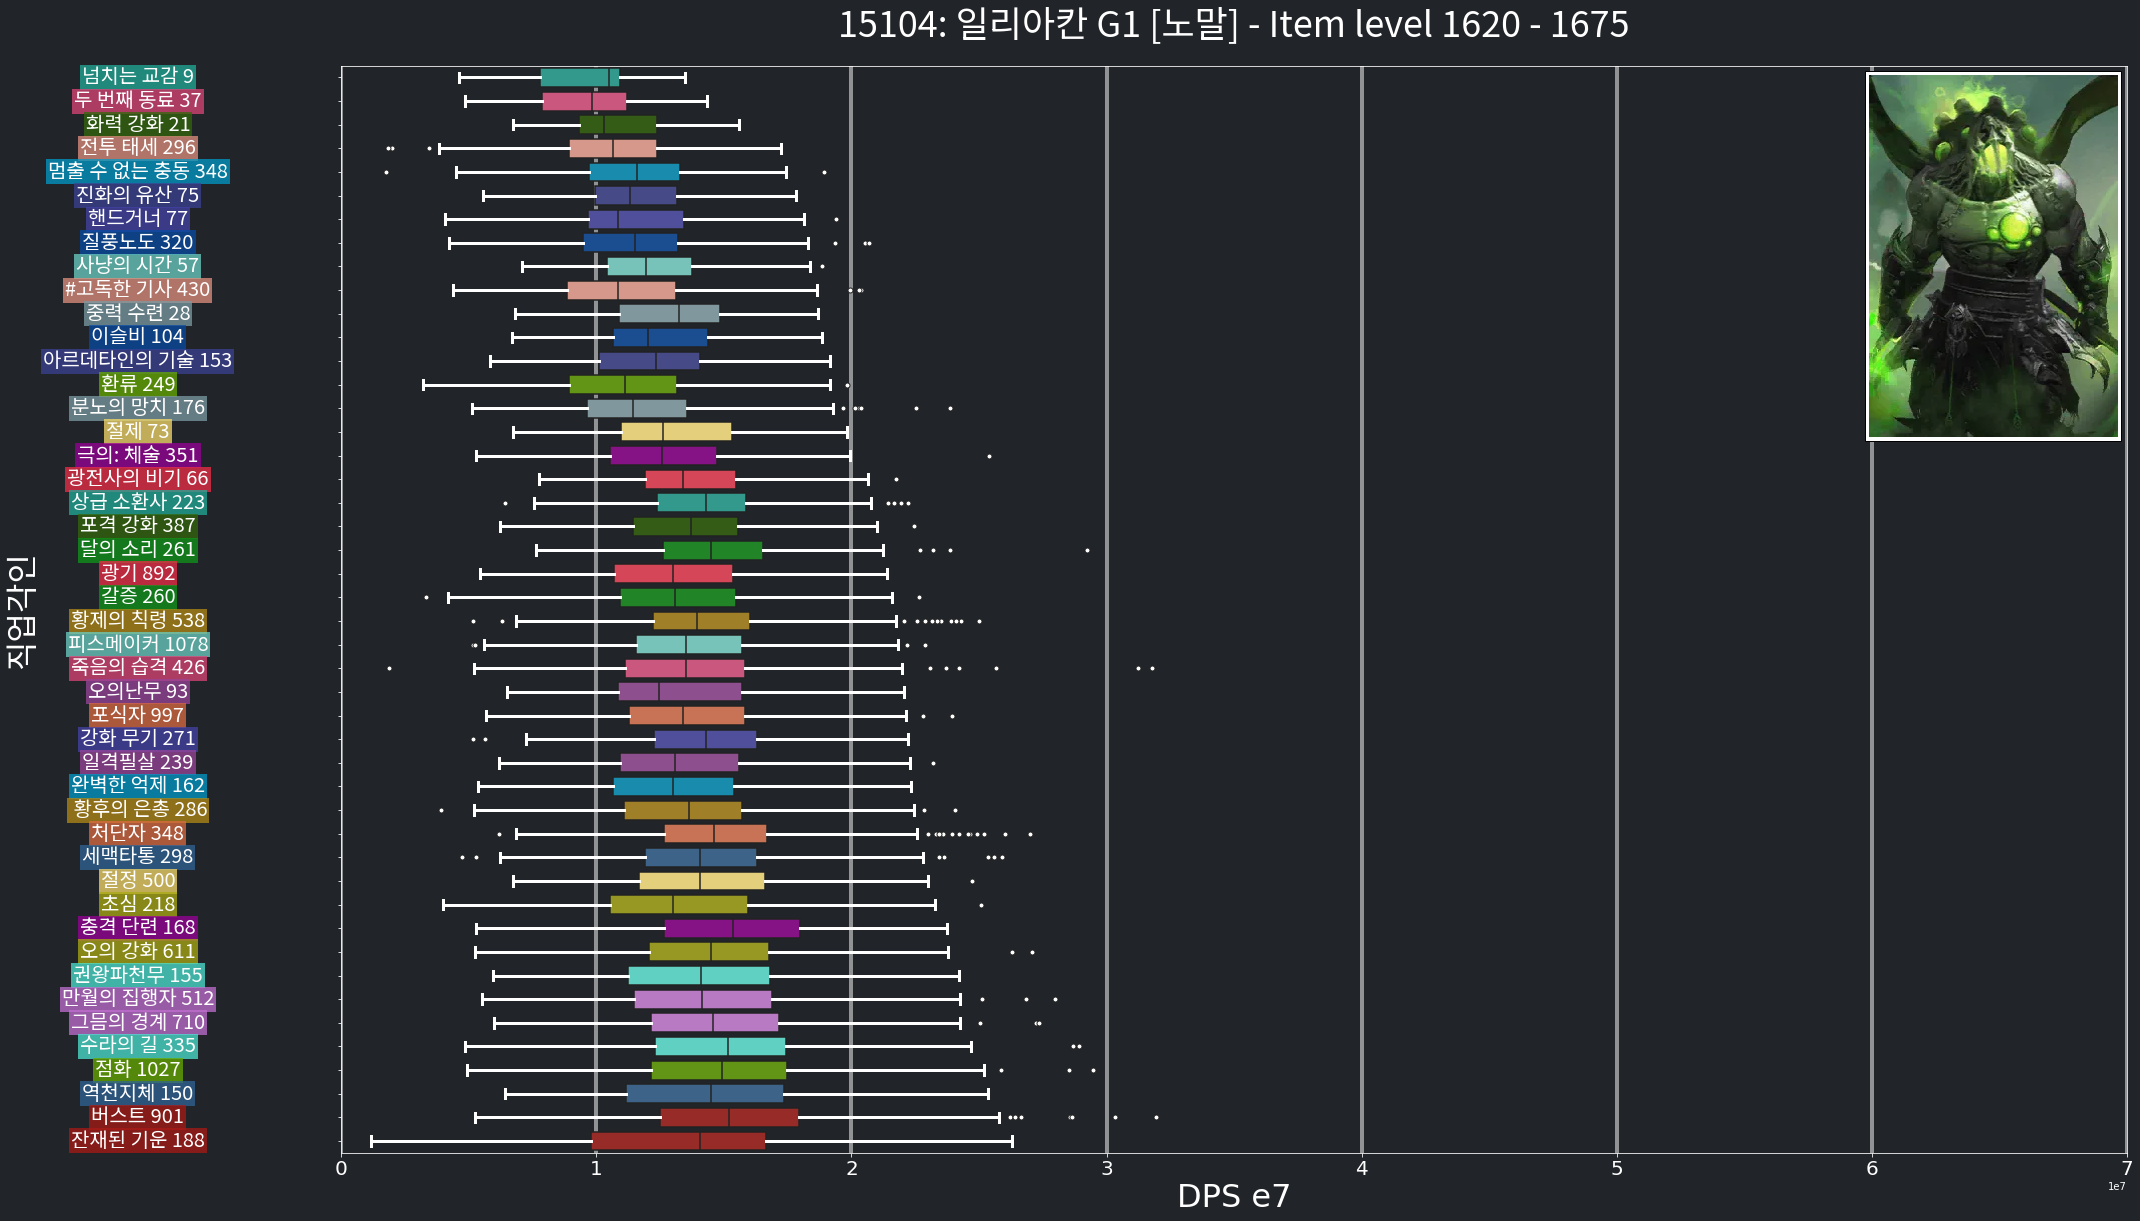 15104: 일리아칸 G1 [노말] - Item level 1620 - 1675
넘치는 교감 9
두 번째 동료 37
화력 강화 21
전투 태세 296
멈출 수 없는 충동 348
진화의 유산 75
핸드거너 77
질풍노도 320
사냥의 시간 57
#고독한 기사 430
중력 수련 28
이슬비 104
아르데타인의 기술 153
환류 249
분노의 망치 176
절제 73
극의: 체술 351
광전사의 비기 66
상급 소환사 223
포격 강화 387
달의 소리 261
광기 892
갈증 260
황제의 칙령 538
피스메이커 1078
죽음의 습격 426
오의난무 93
포식자 997
강화 무기 271
일격필살 239
완벽한 억제 162
황후의 은총 286
처단자 348
세맥타통 298
절정 500
초심 218
충격 단련 168
오의 강화 611
권왕파천무 155
만월의 집행자 512
그믐의 경계 710
수라의 길 335
점화 1027
역천지체 150
버스트 901
잔재된 기운 188
직업각인
0 1 2 3 4 5 6 7
1e7
DPS e7